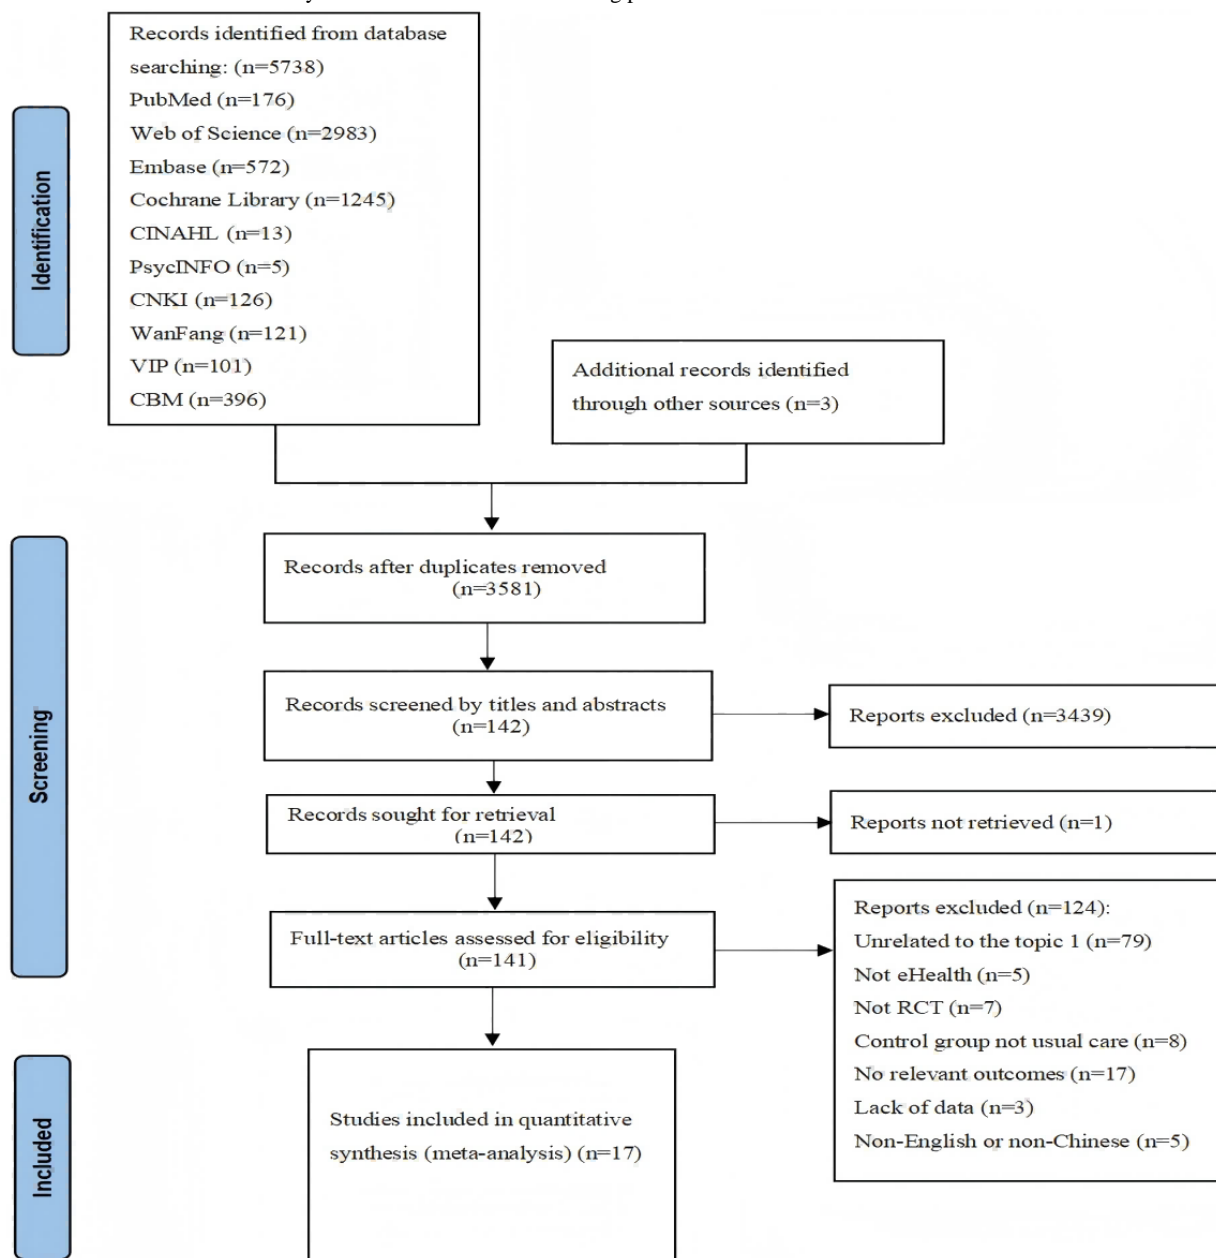 Records identified from database
searching: (n=5738)
PubMed (n=176)
Web of Science (n=2983)
Embase (n=572)
Cochrane Library (n=1245)
CINAHL (n=13)
PsycINFO (n=5)
CNKI (n=126)
WanFang (n=121)
VIP (n=101)
CBM (n=396)
Identification
Additional records identified
through other sources (n=3)
Records after duplicates removed
(n=3581)
Records screened by titles and abstracts
(n=142)
Reports excluded (n=3439)
Screening
Records sought for retrieval
(n=142)
Reports not retrieved (n=1)
Full-text articles assessed for eligibility
(n=141)
Reports excluded (n=124):
Unrelated to the topic 1 (n=79)
Not eHealth (n=5)
Not RCT (n=7)
Control group not usual care (n=8)
No relevant outcomes (n=17)
Lack of data (n=3)
Non-English or non-Chinese (n=5)
Included
Studies included in quantitative
synthesis (meta-analysis) (n=17)